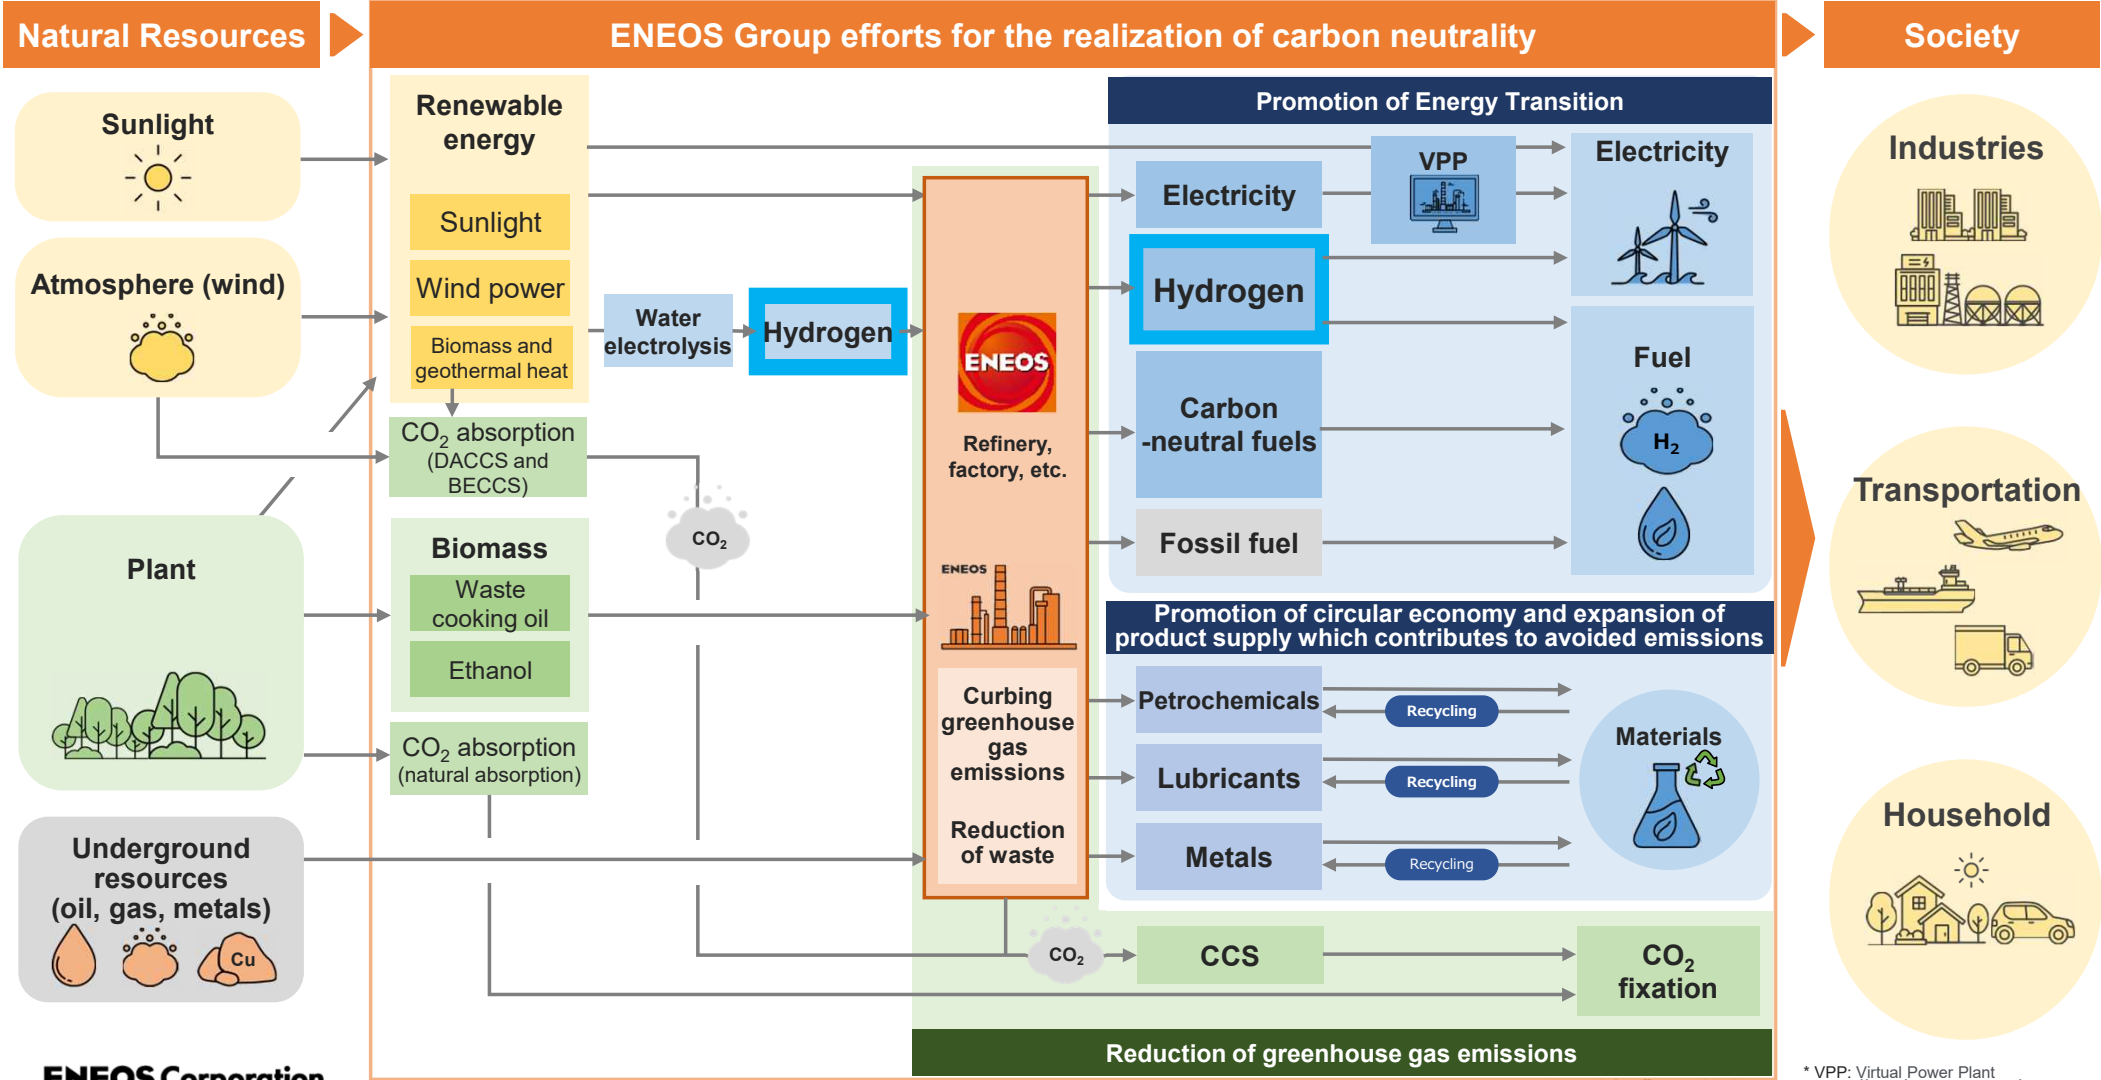 Natural Resources
ENEOS Group efforts for the realization of carbon neutrality
Society
Sunlight
Atmosphere (wind)
Plant
Underground
resources
(oil, gas, metals)
Cu
Renewable
energy
Sunlight
Wind power
Biomass and
geothermal heat
CO2 absorption
(DACCS and
BECCS)
Biomass
Waste
cooking oil
Ethanol
CO2 absorption
(natural absorption)
Water
electrolysis
Hydrogen
CO2
ENEOS
Refinery,
factory, etc.
ENEOS
Curbing
greenhouse
gas
emissions
Reduction
of waste
Promotion of Energy Transition
Electricity
VPP
Electricity
Hydrogen
Carbon
-neutral fuels
Fossil fuel
Fuel
H2
Promotion of circular economy and expansion of
product supply which contributes to avoided emissions
Petrochemicals
Recycling
Lubricants
Recycling
Metals
Recycling
Materials
CO2
CCS
CO2
fixation
Reduction of greenhouse gas emissions
Industries
Transportation
Household
ENEOS Corporation
* VPP: Virtual Power Plant